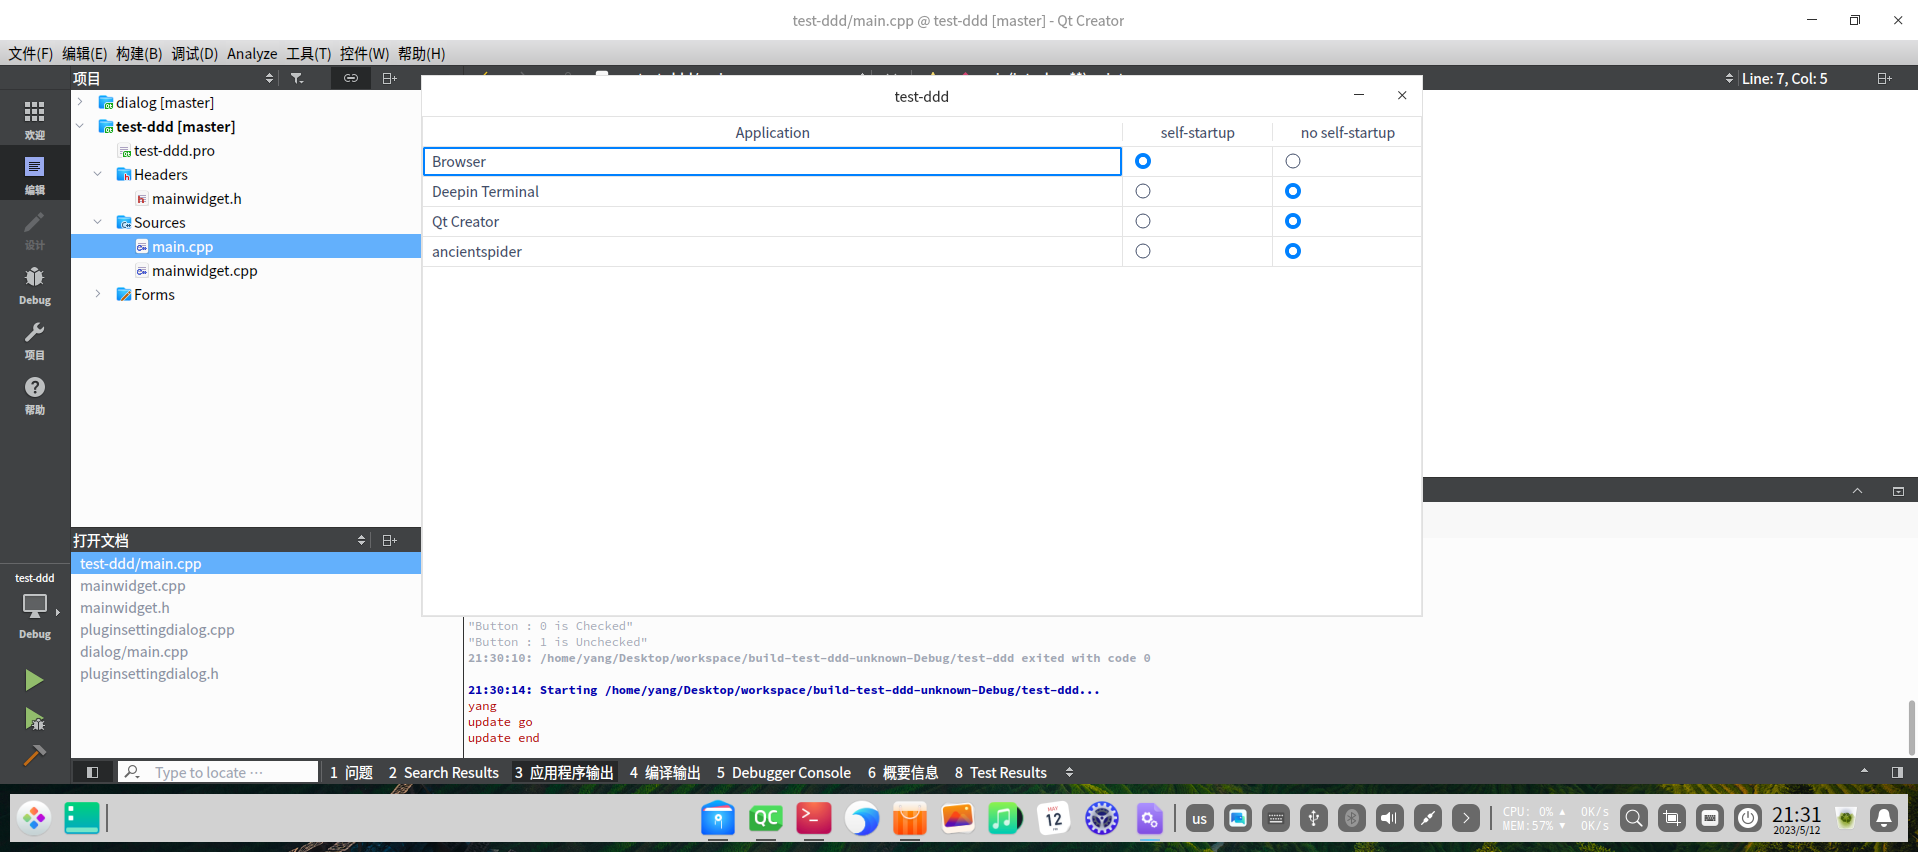 test-ddd/main.cpp @ test-ddd [master] - Qt Creator
文件(F) 编辑(E) 构建(B) 调试(D) Analyze 工具(T) 控件(W) 帮助(H)
项目
Line: 7, Col: 5
欢迎
编辑
设计
Debug
项目
帮助
dialog [master]
test-ddd [master]
test-ddd.pro
Headers
mainwidget.h
Sources
main.cpp
mainwidget.cpp
Forms
test-ddd
Application self-startup no self-startup
Browser
Deepin Terminal
Qt Creator
ancientspider
打开文档
test-ddd/main.cpp
mainwidget.cpp
mainwidget.h
pluginsettingdialog.cpp
dialog/main.cpp
pluginsettingdialog.h
test-ddd
Debug
"Button : 0 is Checked"
"Button : 1 is Unchecked"
21:30:10: /home/yang/Desktop/workspace/build-test-ddd-unknown-Debug/test-ddd exited with code 0
21:30:14: Starting /home/yang/Desktop/workspace/build-test-ddd-unknown-Debug/test-ddd...
yang
update go
update end
Type to locate ...
1 问题 2 Search Results 3 应用程序输出 4 编译输出 5 Debugger Console 6 概要信息 8 Test Results
QC
MAY
12
us
CPU: 0% 0K/s
MEM:57% 0K/s
21:31
2023/5/12